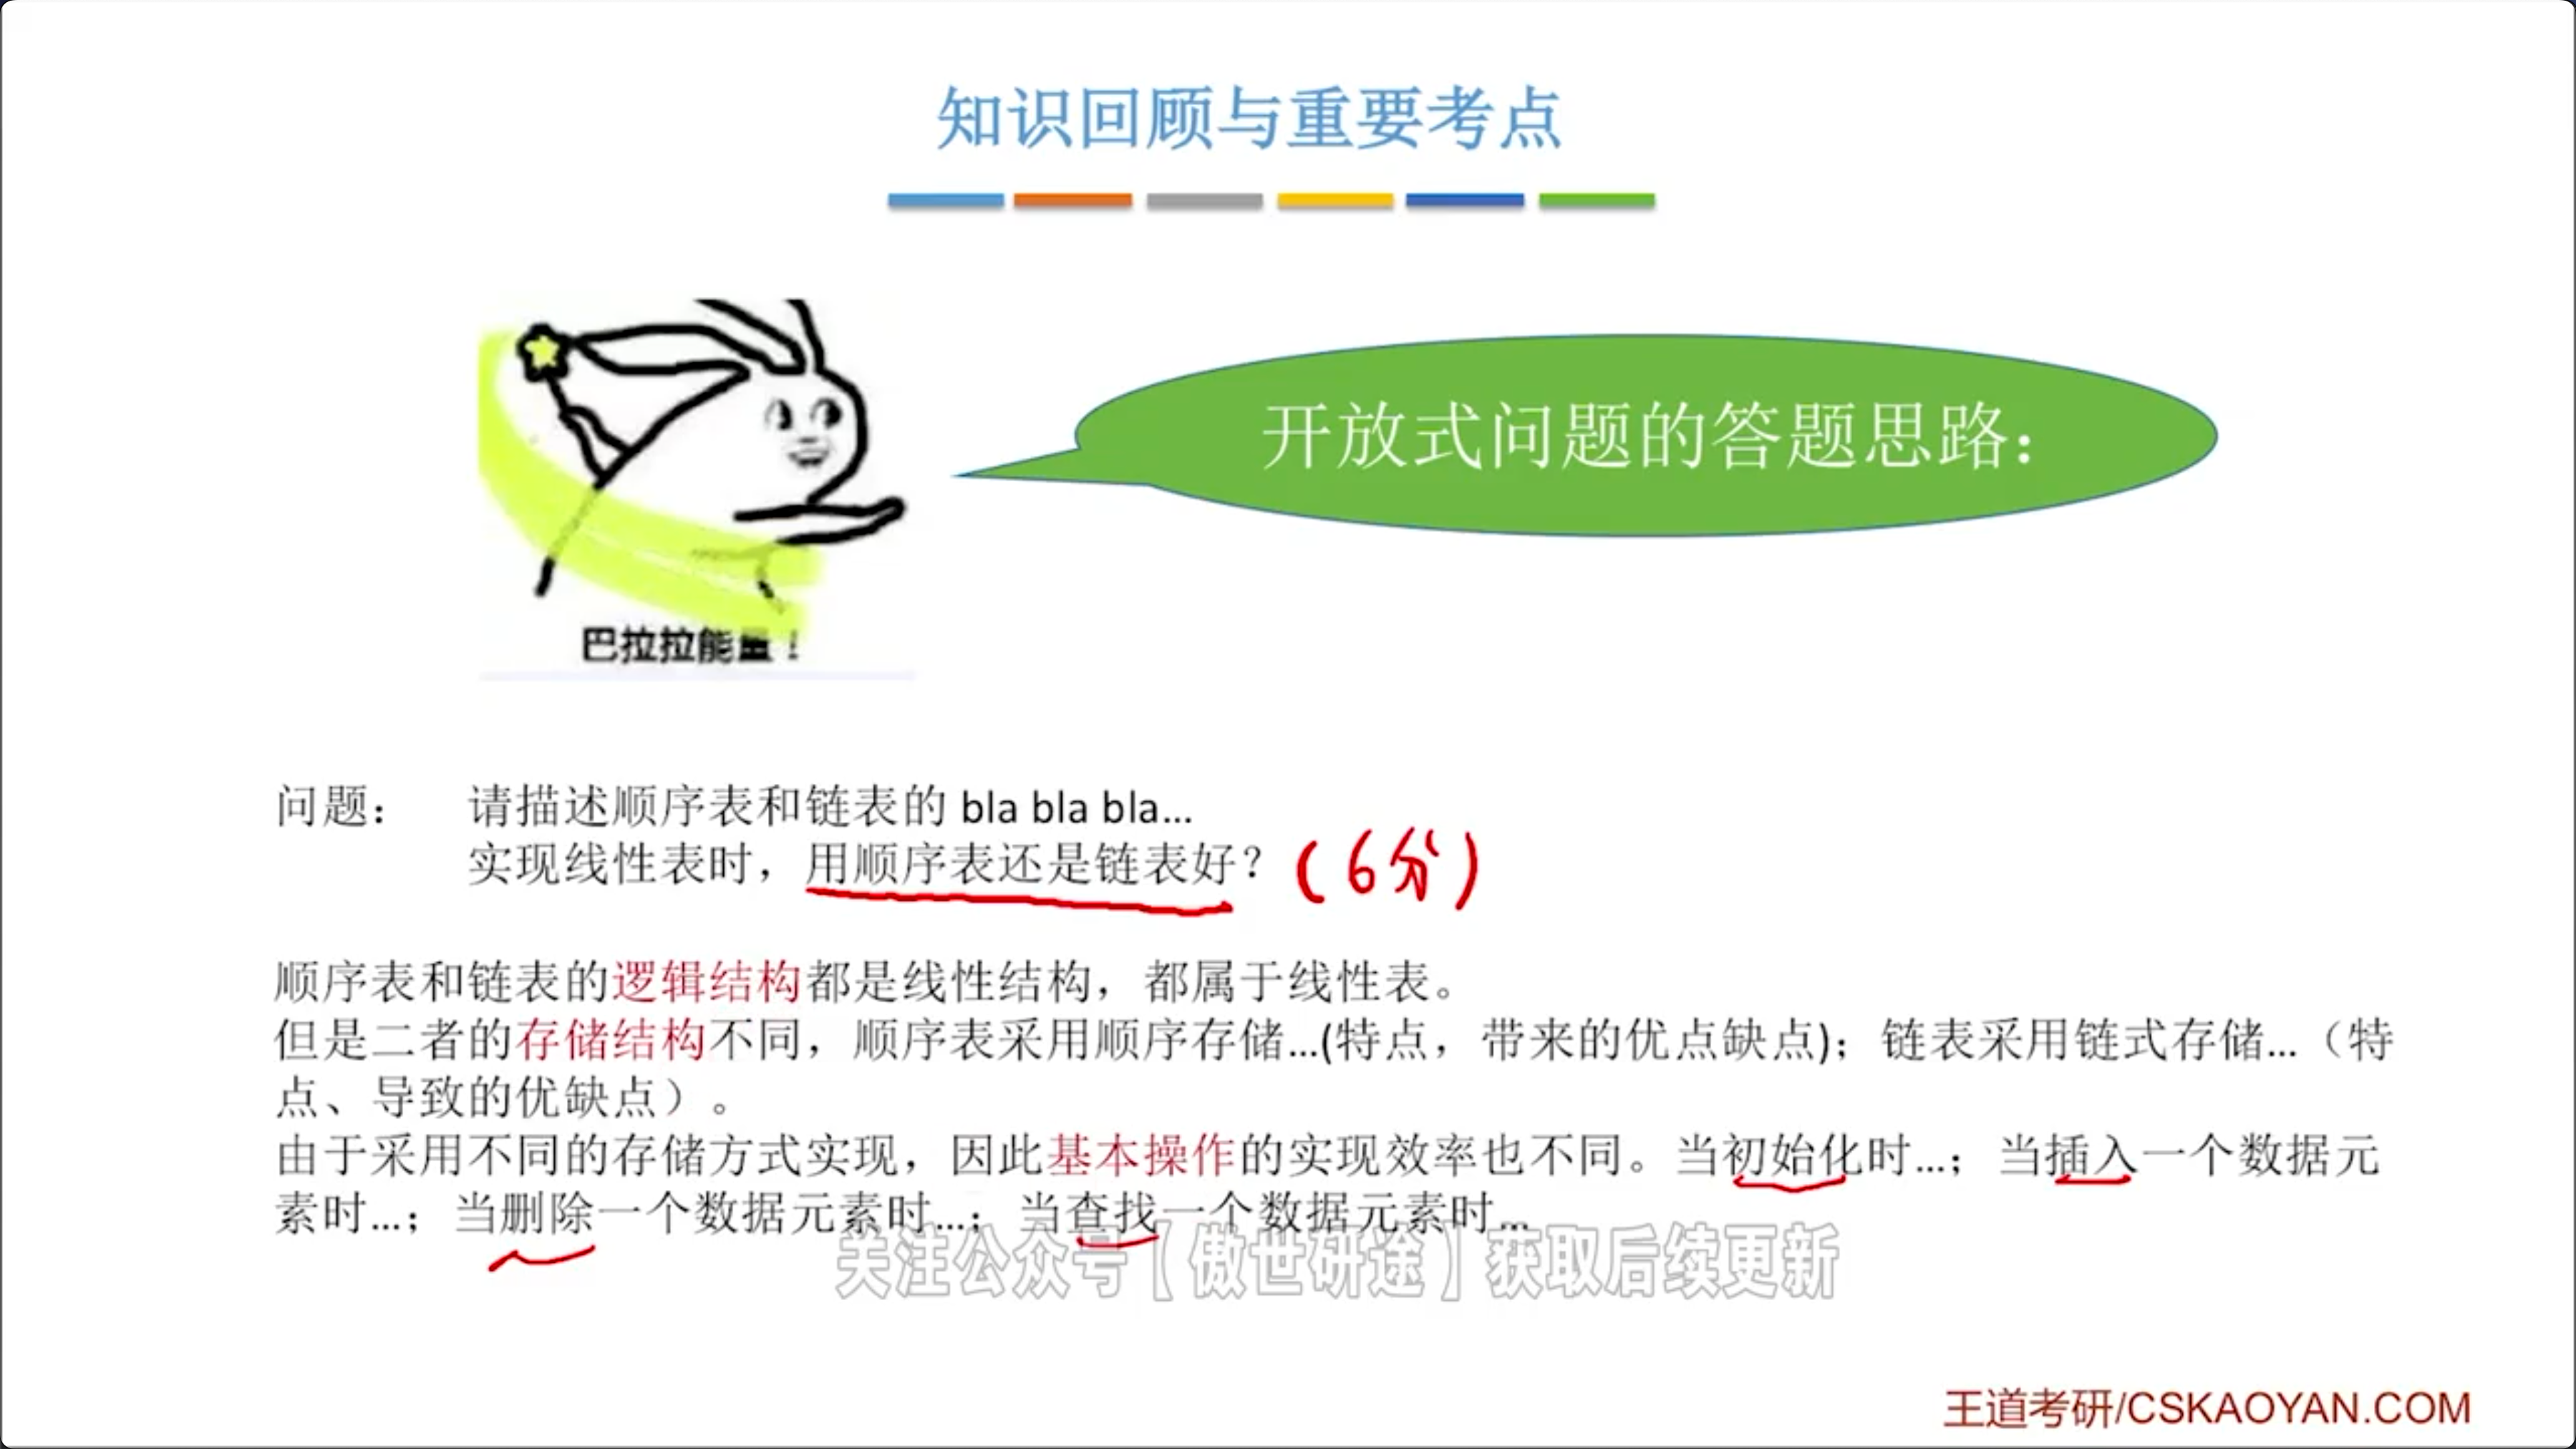 知识回顾与重要考点
开放式问题的答题思路：
巴拉拉能量！
问题： 请描述顺序表和链表的 bla bla bla...
实现线性表时，用顺序表还是链表好？（6分）
顺序表和链表的逻辑结构都是线性结构，都属于线性表。
但是二者的存储结构不同，顺序表采用顺序存储...(特点，带来的优点缺点)；链表采用链式存储...（特
点、导致的优缺点）。
由于采用不同的存储方式实现，因此基本操作的实现效率也不同。当初始化时...；当插入一个数据元
素时...；当删除一个数据元素时...；当查找一个数据元素时...
关注公众号【傲世研途】获取后续更新
王道考研/CSKAOYAN.COM